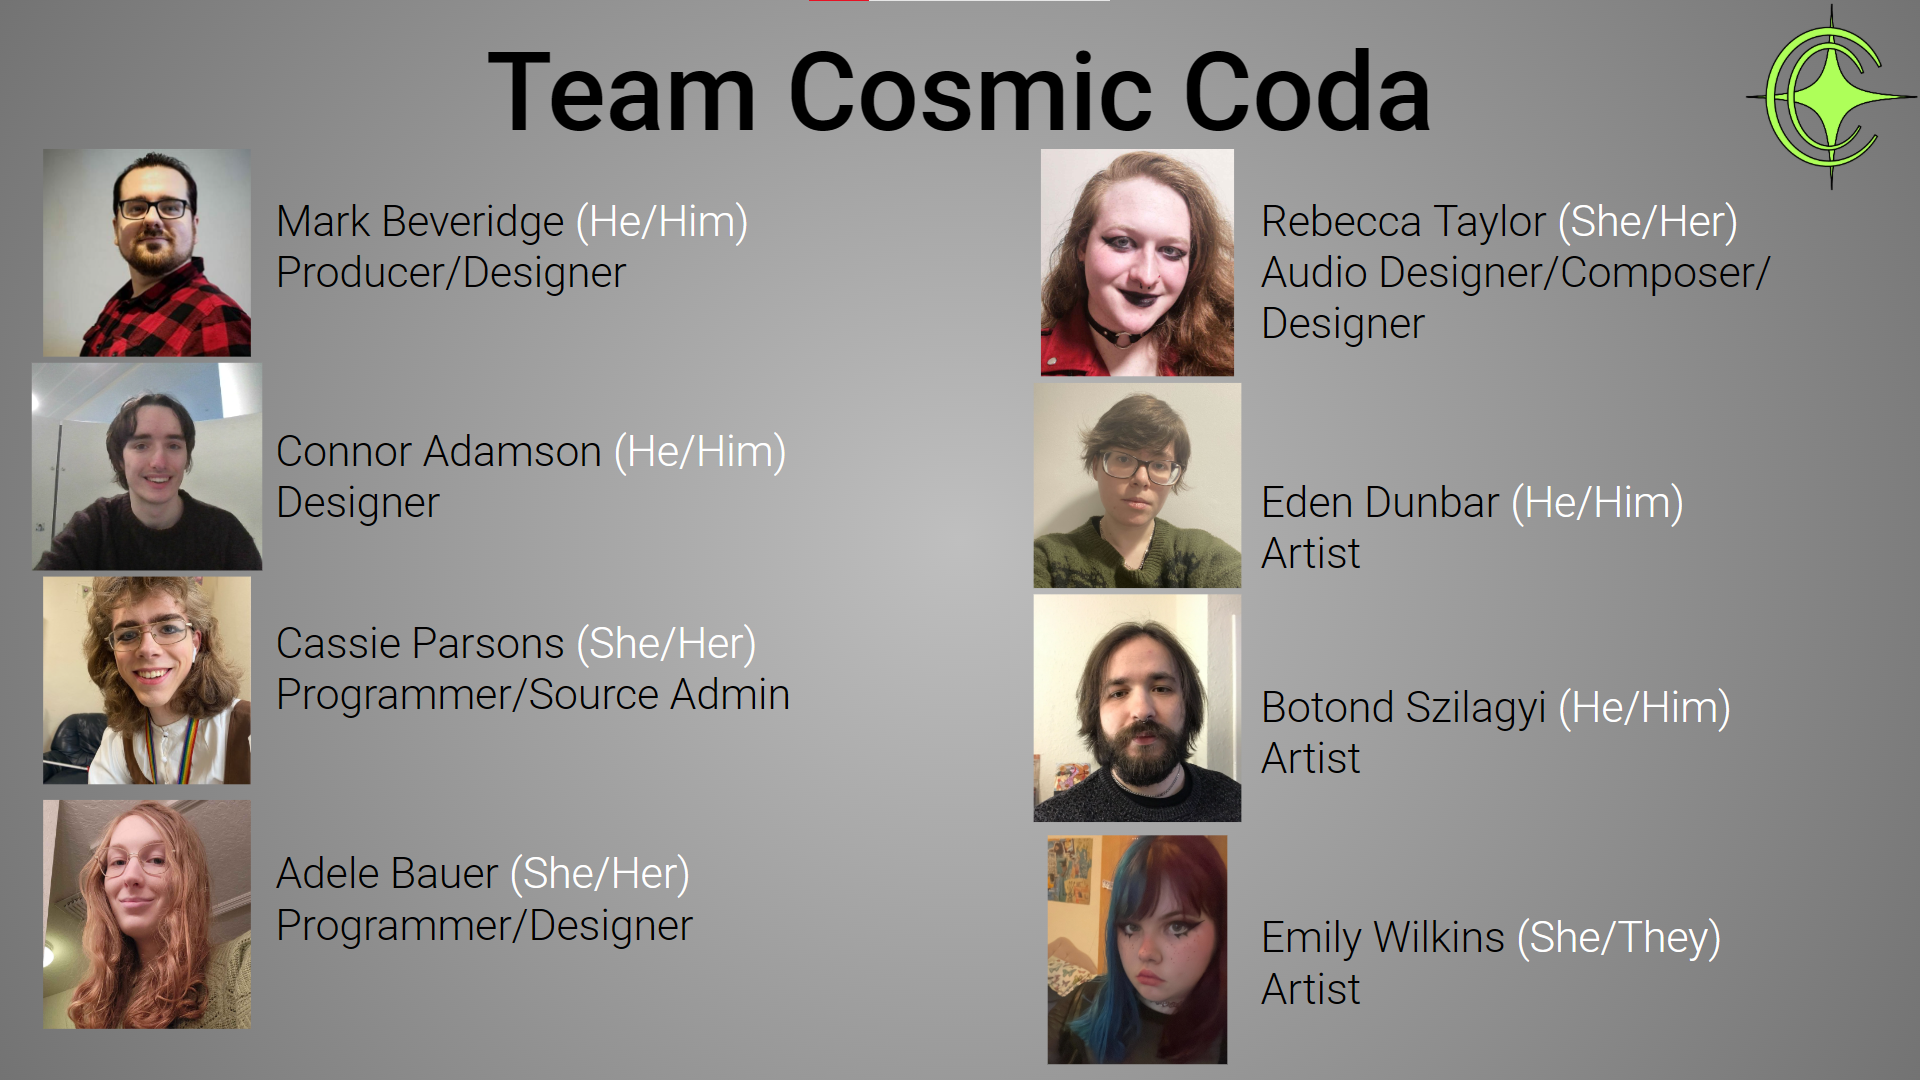 Team Cosmic Coda
Mark Beveridge (He/Him)
Producer/Designer
Connor Adamson (He/Him)
Designer
Cassie Parsons (She/Her)
Programmer/Source Admin
Adele Bauer (She/Her)
Programmer/Designer
Rebecca Taylor (She/Her)
Audio Designer/Composer/
Designer
Eden Dunbar (He/Him)
Artist
Botond Szilagyi (He/Him)
Artist
Emily Wilkins (She/They)
Artist